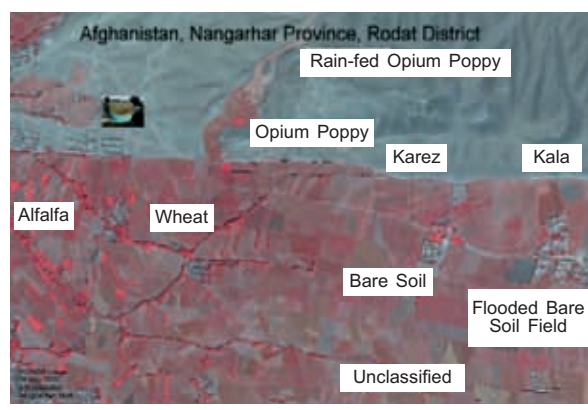 Afghanistan, Nangarhar Province, Rodat District
Rain-fed Opium Poppy
Opium Poppy
Karez
Kala
Alfalfa
Wheat
Bare Soil
Flooded Bare
Soil Field
Unclassified